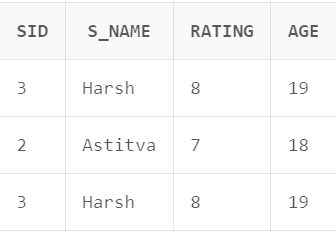 SID S_NAME RATING AGE
3 Harsh 8 19
2 Astitva 7 18
3 Harsh 8 19